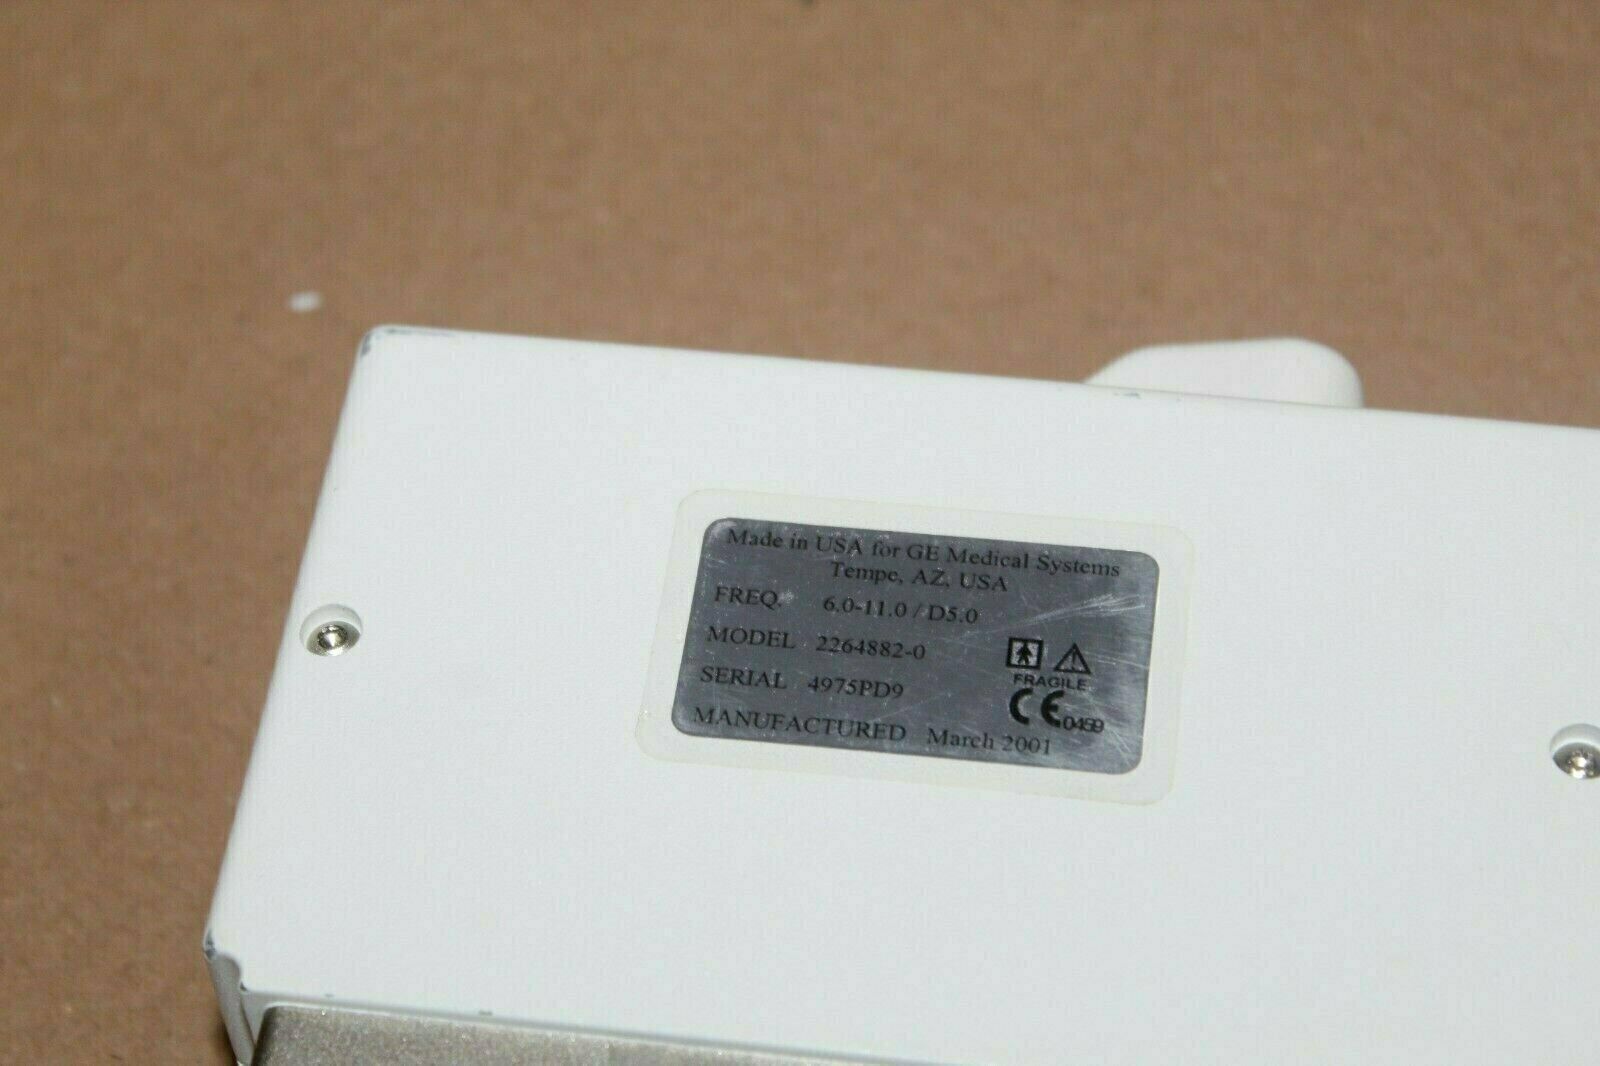 Made in USA for GE Medical Systems
Tempe, AZ, USA
FREQ. 6.0-11.0 / D5.0
MODEL 2264882-0
SERIAL 4975PD9
FRAGILE
CE 0459
MANUFACTURED March 2001